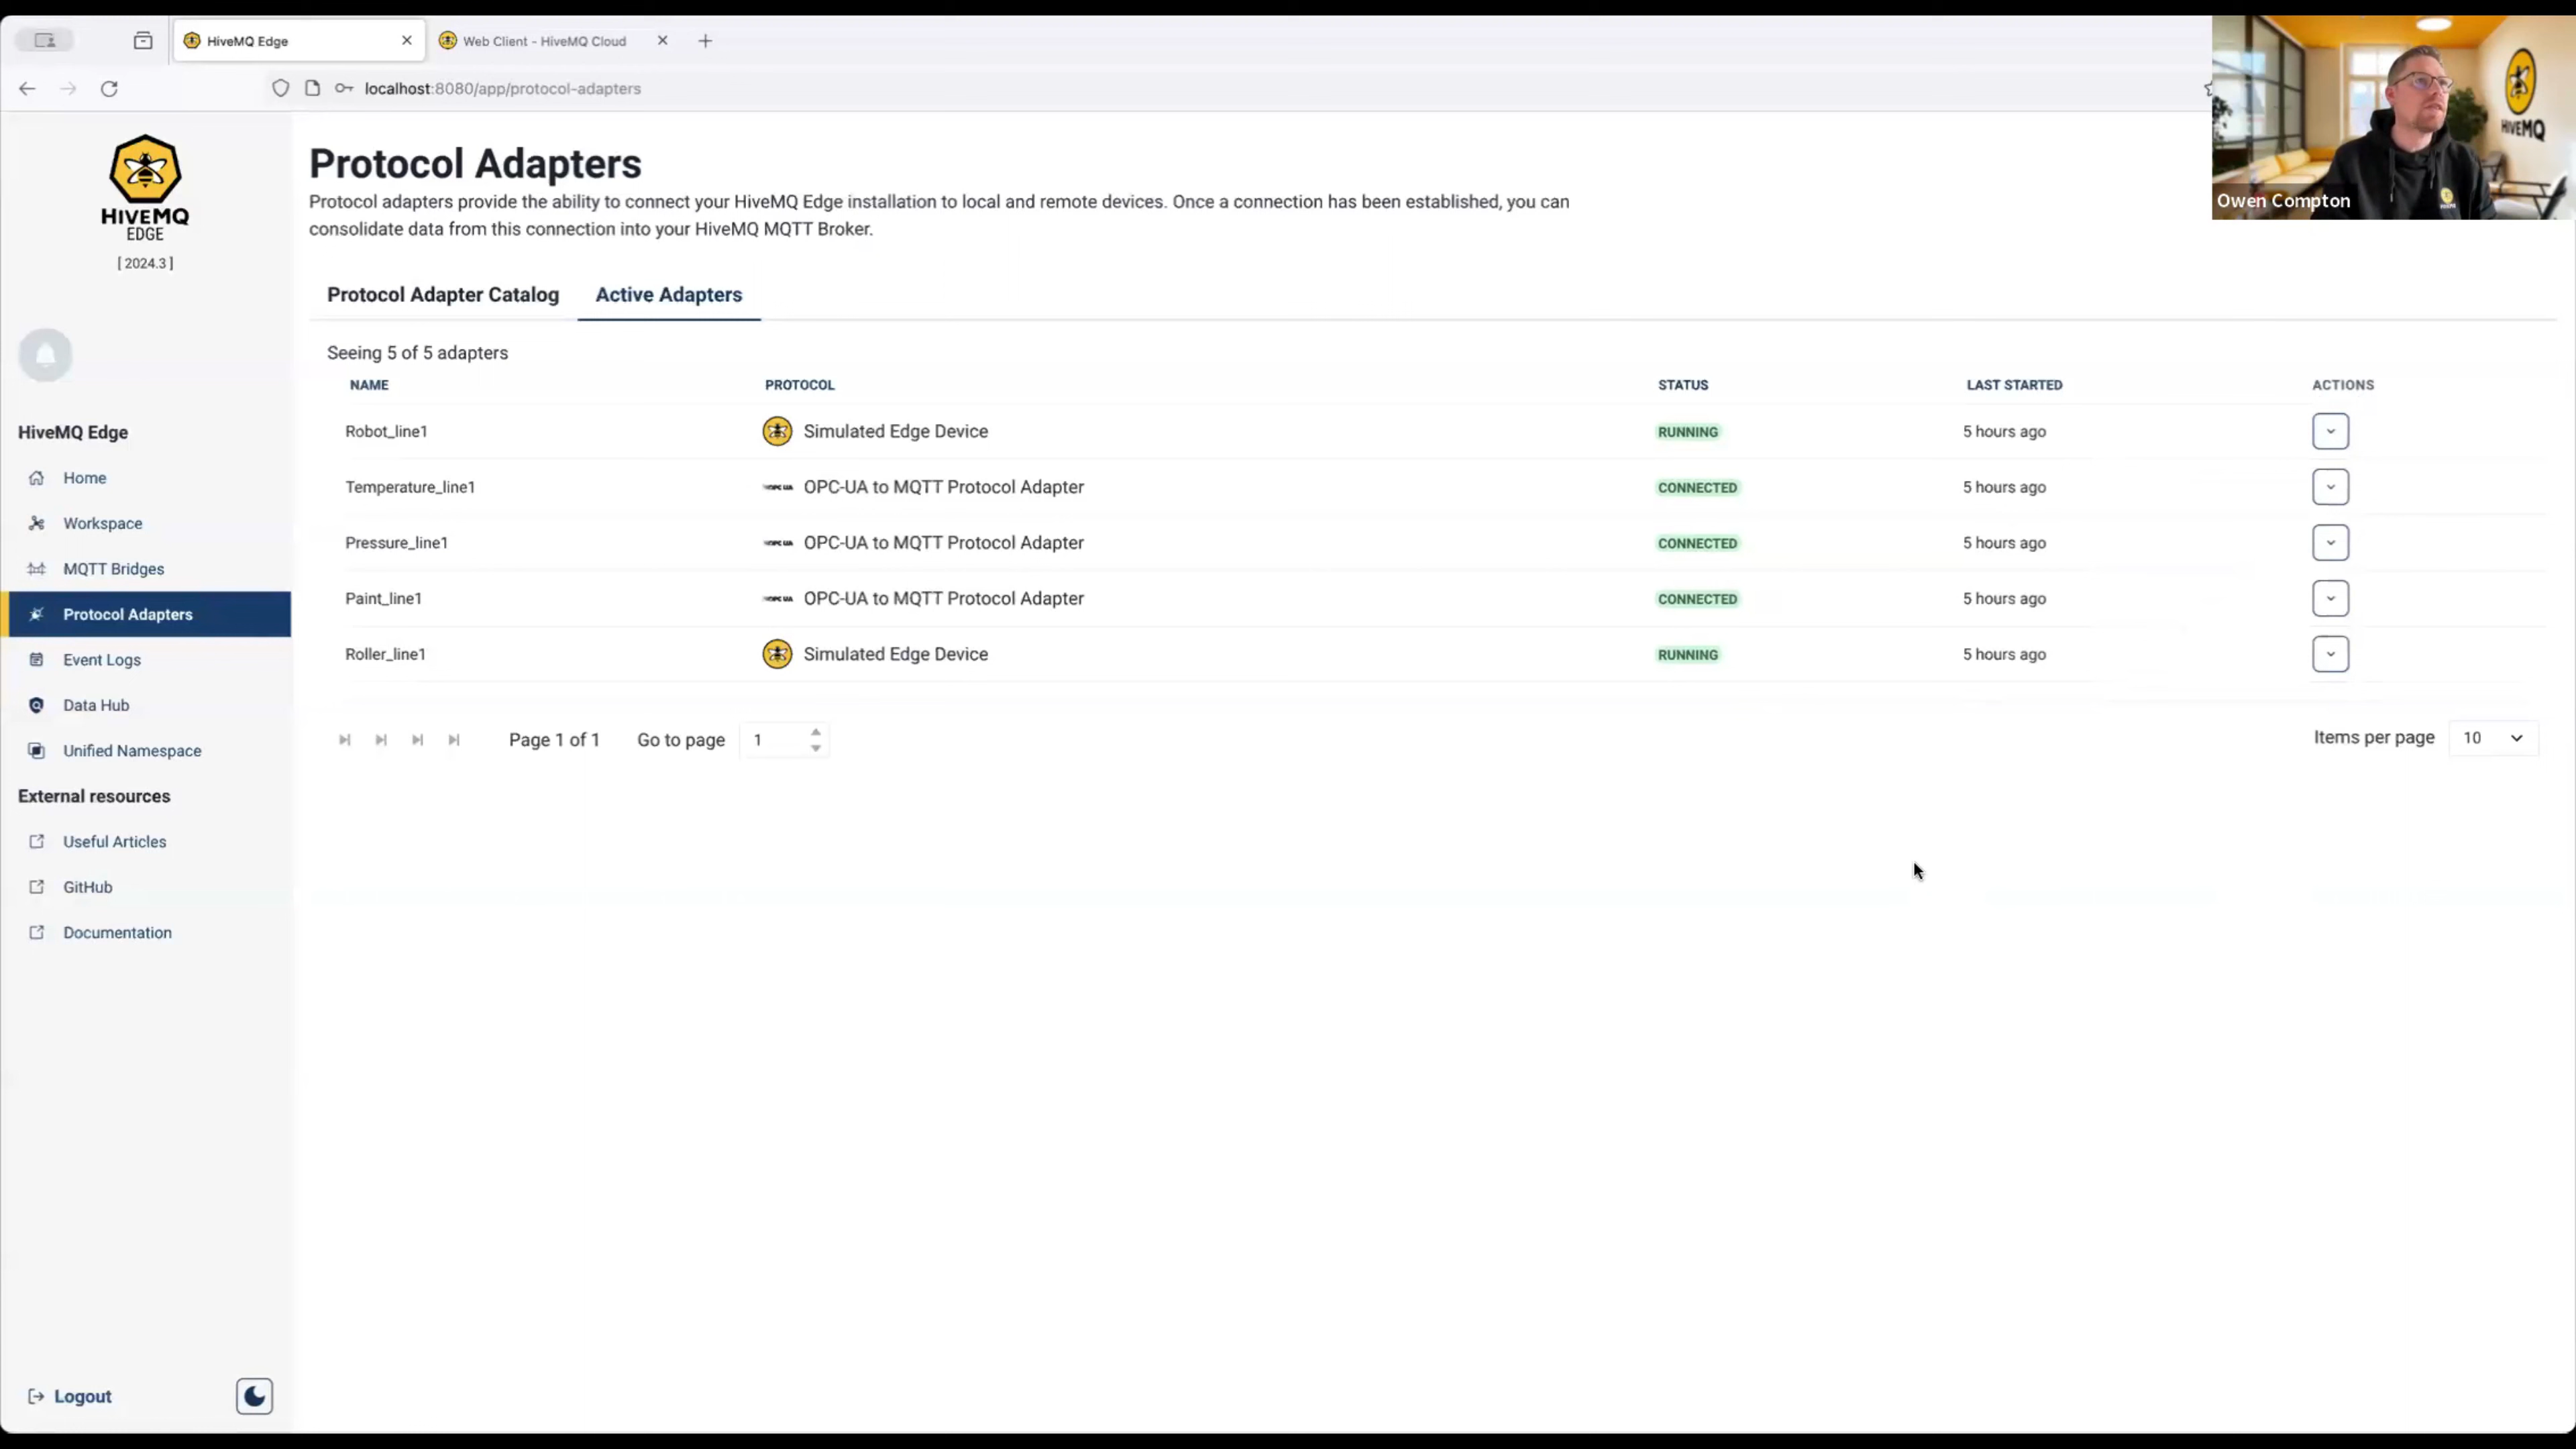 HiveMQ Edge
Web Client - HiveMQ Cloud
localhost:8080/app/protocol-adapters
HIVEMQ
Owen Compton
HIVEMQ
EDGE
[ 2024.3 ]
Protocol Adapters
Protocol adapters provide the ability to connect your HiveMQ Edge installation to local and remote devices. Once a connection has been established, you can
consolidate data from this connection into your HiveMQ MQTT Broker.
Protocol Adapter Catalog
Active Adapters
Seeing 5 of 5 adapters
NAME PROTOCOL STATUS LAST STARTED ACTIONS
Robot_line1 Simulated Edge Device RUNNING 5 hours ago
Temperature_line1 OPC UA OPC-UA to MQTT Protocol Adapter CONNECTED 5 hours ago
Pressure_line1 OPC UA OPC-UA to MQTT Protocol Adapter CONNECTED 5 hours ago
Paint_line1 OPC UA OPC-UA to MQTT Protocol Adapter CONNECTED 5 hours ago
Roller_line1 Simulated Edge Device RUNNING 5 hours ago
Page 1 of 1 Go to page 1 Items per page 10
HiveMQ Edge
Home
Workspace
MQTT Bridges
Protocol Adapters
Event Logs
Data Hub
Unified Namespace
External resources
Useful Articles
GitHub
Documentation
Logout